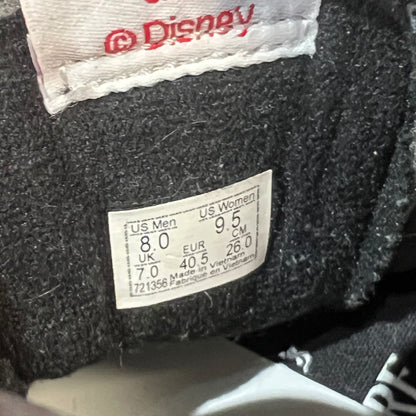 © Disney
US Men US Women
8.0 9.5
UK EUR CM
7.0 40.5 26.0
Made in Vietnam
721356 Fabrique en Vietnam